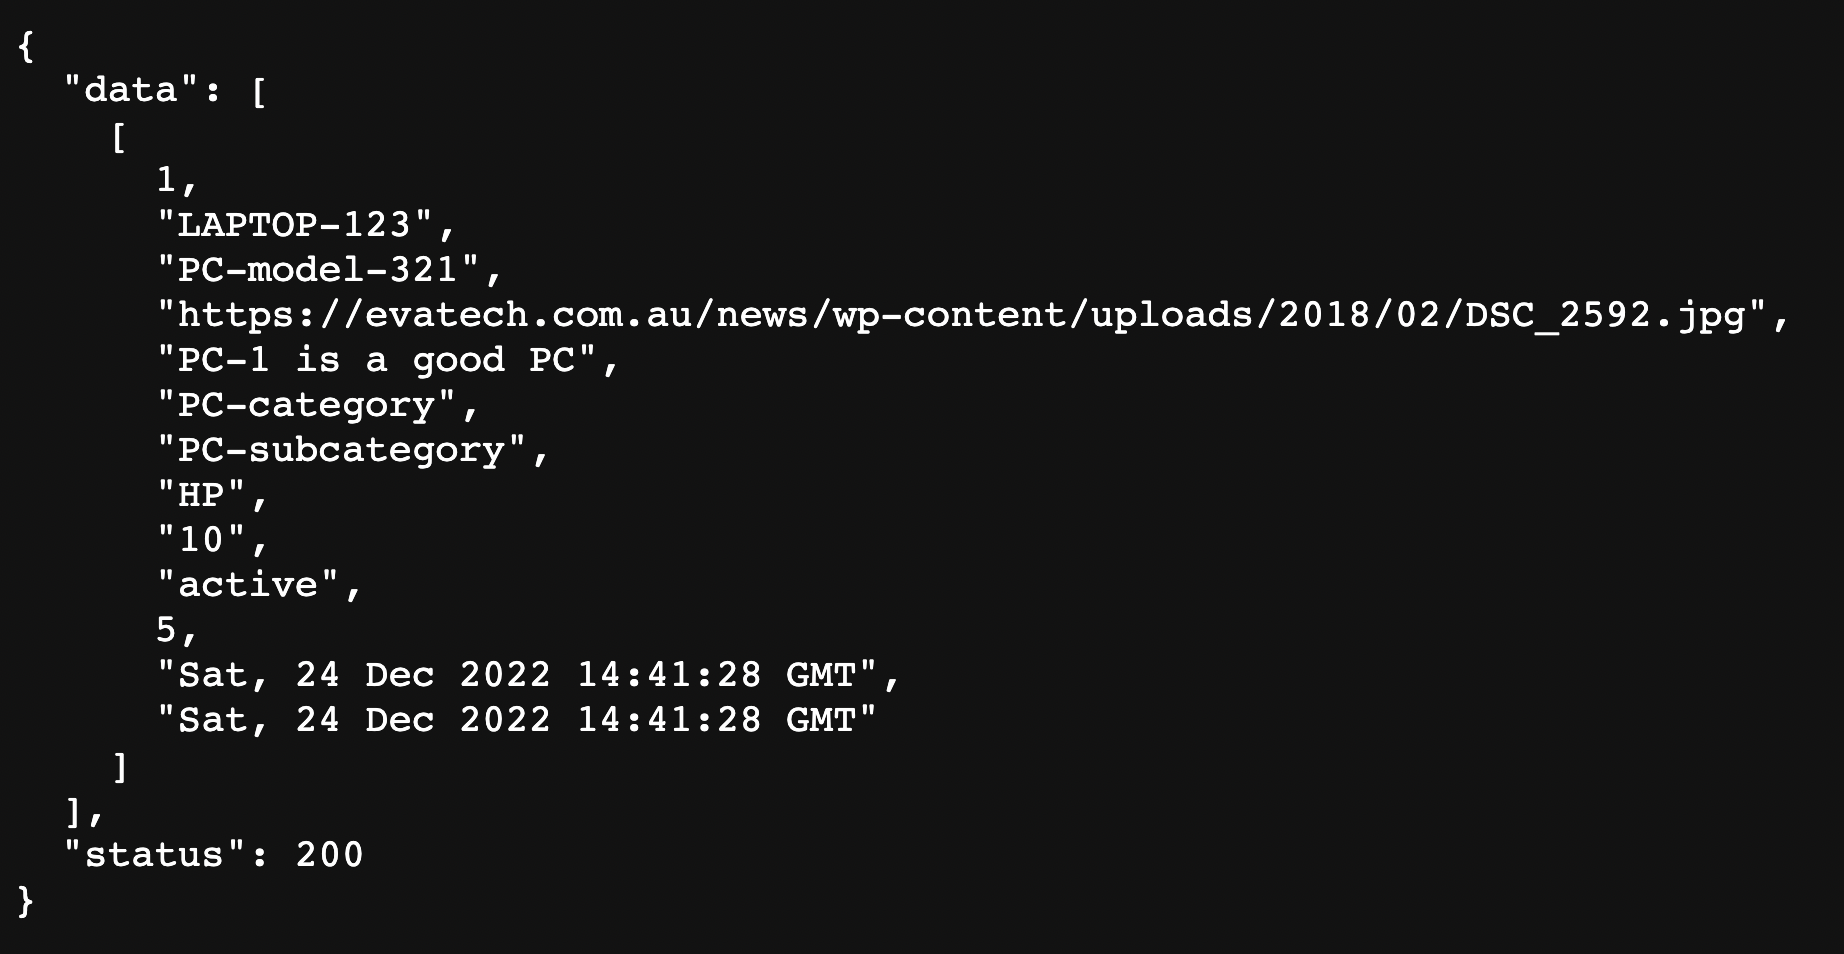 {
  "data": [
    [
      1,
      "LAPTOP-123",
      "PC-model-321",
      "https://evatech.com.au/news/wp-content/uploads/2018/02/DSC_2592.jpg",
      "PC-1 is a good PC",
      "PC-category",
      "PC-subcategory",
      "HP",
      "10",
      "active",
      5,
      "Sat, 24 Dec 2022 14:41:28 GMT",
      "Sat, 24 Dec 2022 14:41:28 GMT"
    ]
  ],
  "status": 200
}